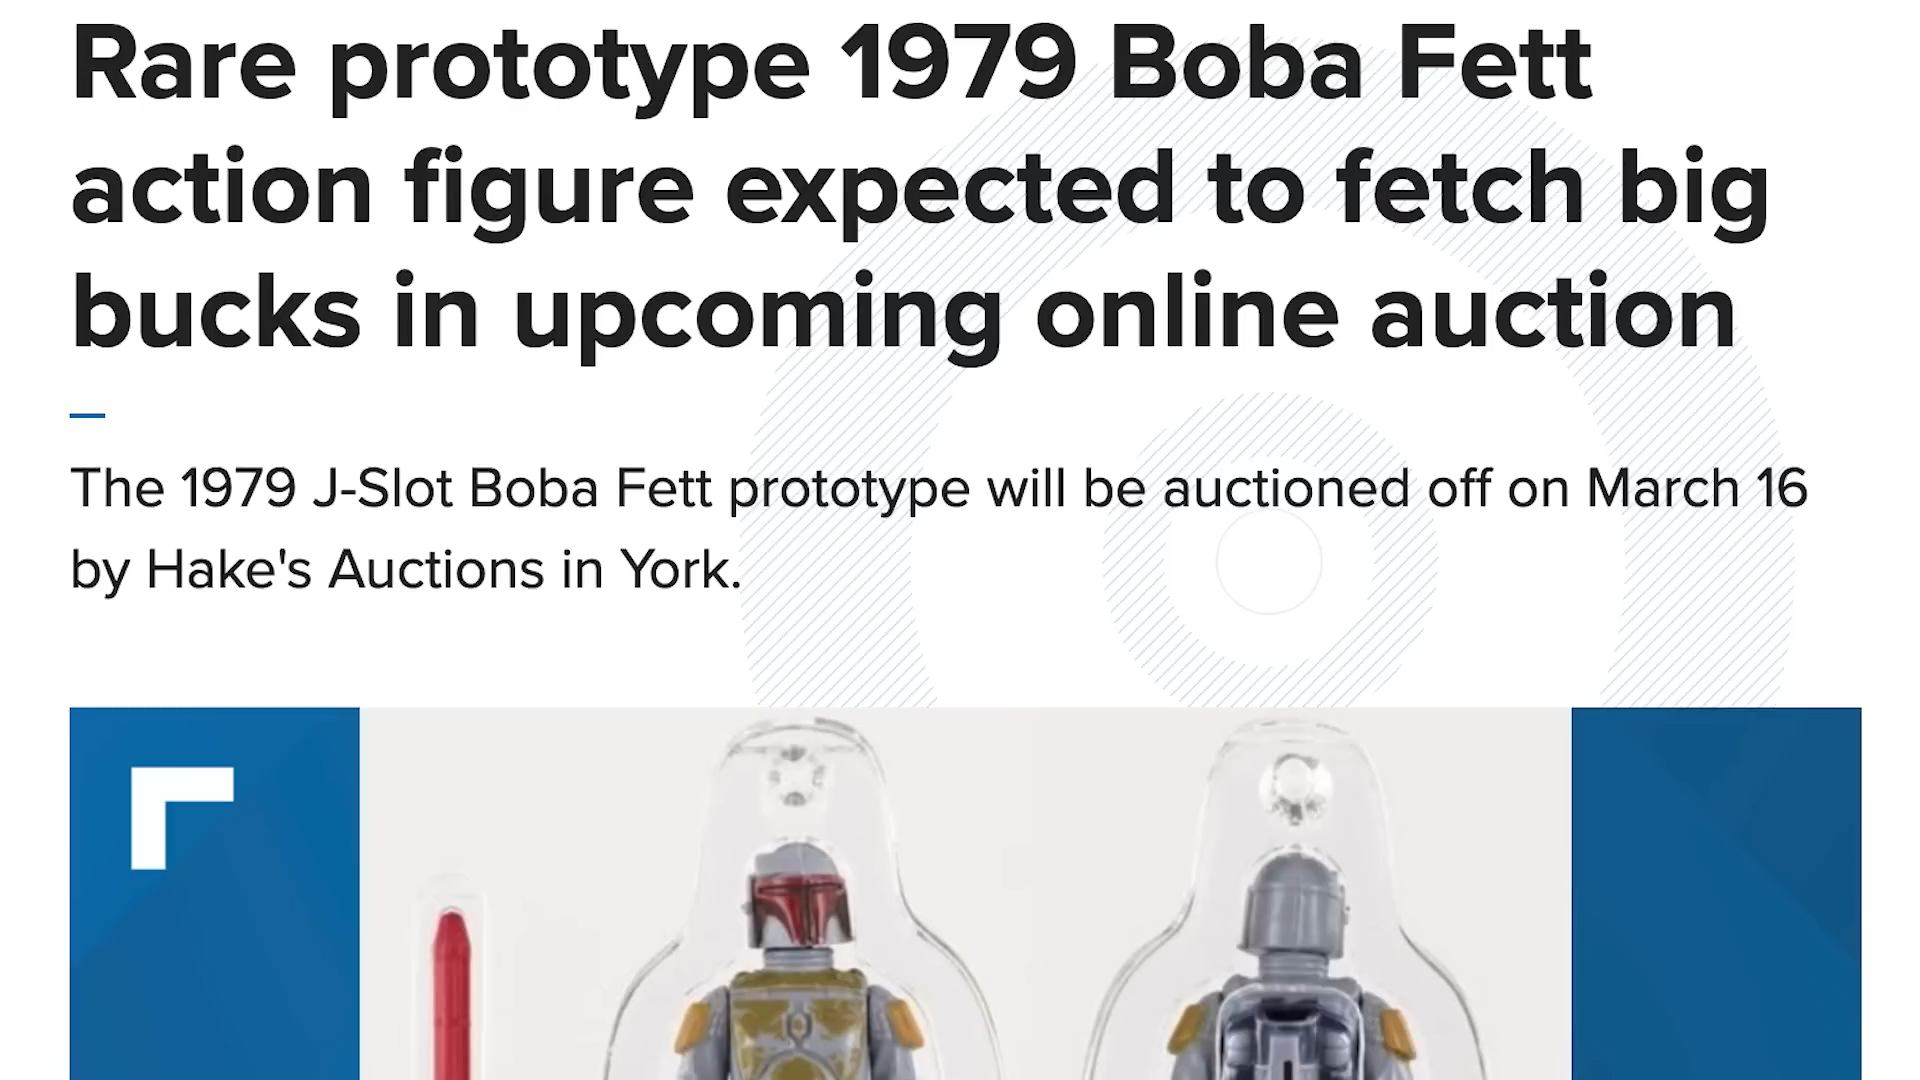 Rare prototype 1979 Boba Fett
action figure expected to fetch big
bucks in upcoming online auction
The 1979 J-Slot Boba Fett prototype will be auctioned off on March 16
by Hake's Auctions in York.